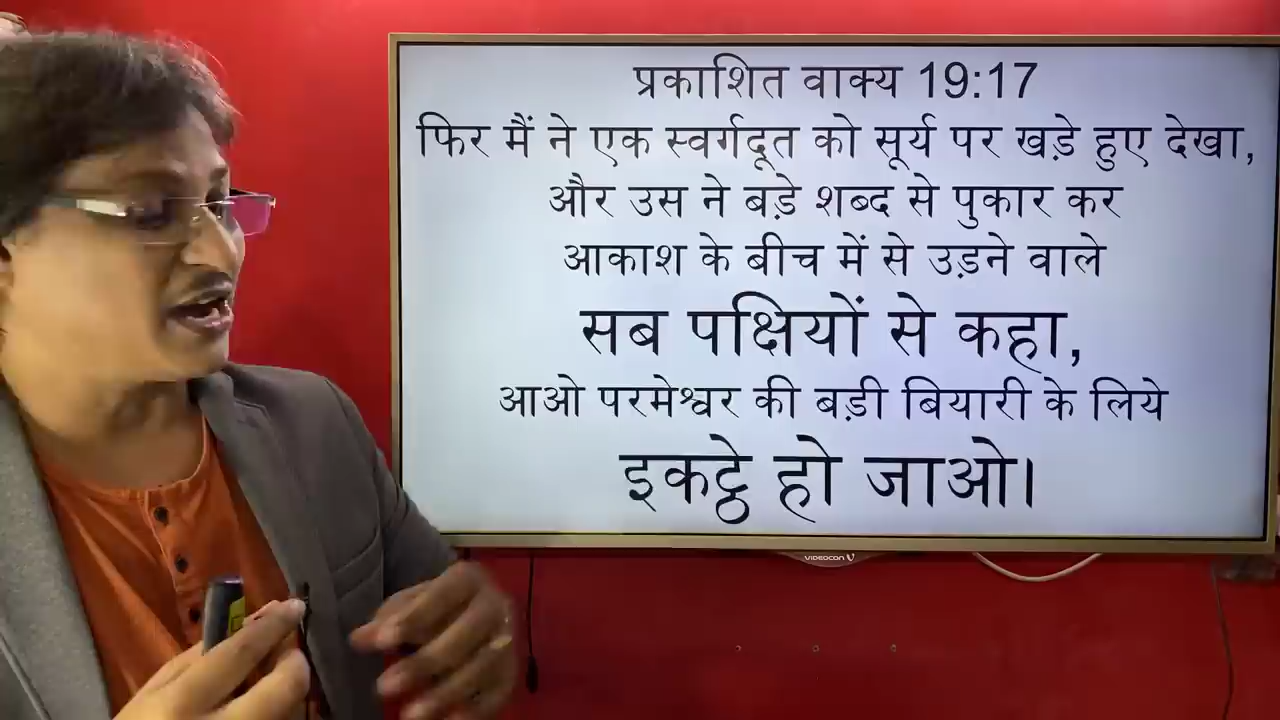 प्रकाशित वाक्य 19:17
फिर मैं ने एक स्वर्गदूत को सूर्य पर खड़े हुए देखा,
और उस ने बड़े शब्द से पुकार कर
आकाश के बीच में से उड़ने वाले
सब पक्षियों से कहा,
आओ परमेश्वर की बड़ी बियारी के लिये
इकट्ठे हो जाओ।
VIDEOCON